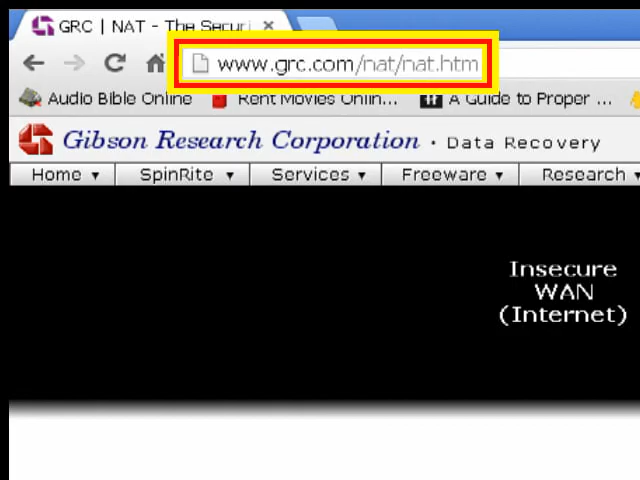 GRC | NAT - The Securi
www.grc.com/nat/nat.htm
Audio Bible Online Rent Movies Onlin... A Guide to Proper ...
Gibson Research Corporation · Data Recovery
Home ▾ SpinRite ▾ Services ▾ Freeware ▾ Research ▾
Insecure
WAN
(Internet)